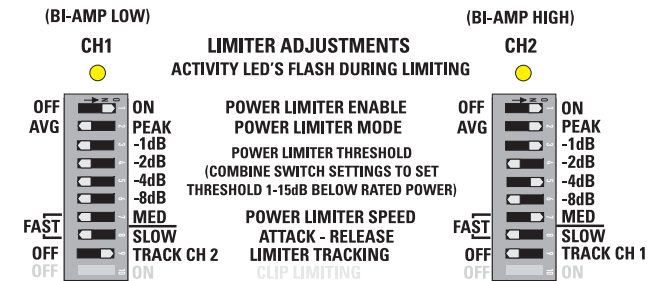 (BI-AMP LOW) (BI-AMP HIGH)
CH1 LIMITER ADJUSTMENTS CH2
ACTIVITY LED'S FLASH DURING LIMITING
OFF ON POWER LIMITER ENABLE OFF ON
AVG PEAK POWER LIMITER MODE AVG PEAK
-1dB POWER LIMITER THRESHOLD -1dB
-2dB (COMBINE SWITCH SETTINGS TO SET -2dB
-4dB THRESHOLD 1-15dB BELOW RATED POWER) -4dB
-8dB -8dB
FAST MED POWER LIMITER SPEED FAST MED
SLOW ATTACK - RELEASE SLOW
OFF TRACK CH 2 LIMITER TRACKING OFF TRACK CH 1
OFF ON CLIP LIMITING OFF ON